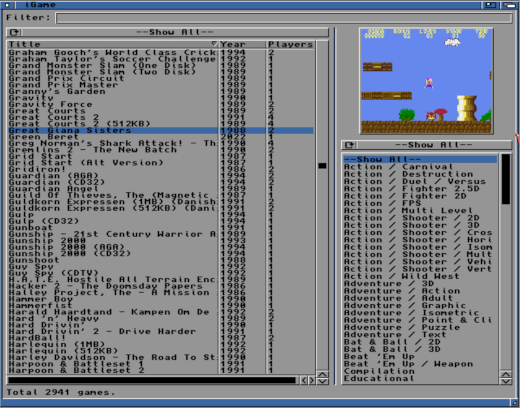 iGame
Filter:
--Show All--
Title Year Players
Graham Gooch's World Class Crick 1994 2
Graham Taylor's Soccer Challenge 1992 1
Grand Monster Slam (One Disk) 1989 1
Grand Monster Slam (Two Disk) 1989 1
Grand Prix Circuit 1989 1
Grand Prix Master 1989 1
Granny's Garden 1989 1
Gravity 1990 1
Gravity Force 1989 2
Great Courts 1989 2
Great Courts 2 1991 4
Great Courts 2 (512KB) 1991 4
Great Giana Sisters 1988 2
Green Beret 2022 1
Greg Norman's Shark Attack! - Th 1990 4
Gremlins 2 - The New Batch 1990 2
Grid Start 1987 1
Grid Start (Alt Version) 1987 1
Gridiron! 1986 2
Guardian (AGA) 1994 2
Guardian (CD32) 1994 2
Guardian Angel 1989 1
Guild Of Thieves, The (Magnetic 1987 1
Guldkorn Expressen (1MB) (Danish 1991
Guldkorn Expressen (512KB) (Dani 1991
Gulp 1994 1
Gulp (CD32) 1994 1
Gunboat 1991 1
Gunship - 21st Century Warrior A 1989 1
Gunship 2000 1993 1
Gunship 2000 (AGA) 1994 1
Gunship 2000 (CD32) 1994 1
Gunshoot 1988 1
Guy Spy 1992 1
Guy Spy (CDTV) 1992 1
H.A.T.E. Hostile All Terrain Enc 1989 1
Hacker 2 - The Doomsday Papers 1986 1
Halley Project, The - A Mission 1986 1
Hammer Boy 1991 1
Hammerfist 1990 1
Harald Haardtand - Kampen Om De 1992 1
Hard 'n' Heavy 1989 2
Hard Drivin' 1989 1
Hard Drivin' 2 - Drive Harder 1991 1
HardBall! 1987 2
Harlequin (1MB) 1992 1
Harlequin (512KB) 1992 1
Harley Davidson - The Road To St 1990 1
Harpoon & Battleset 1 1991 1
Harpoon & Battleset 2 1991 1
--Show All--
--Show All--
Action / Carnival
Action / Destruction
Action / Duel / Versus
Action / Fighter 2.5D
Action / Fighter 2D
Action / FPS
Action / Multi Level
Action / Shooter / 2D
Action / Shooter / 3D
Action / Shooter / Cros
Action / Shooter / Hori
Action / Shooter / Isom
Action / Shooter / Mult
Action / Shooter / Vehi
Action / Shooter / Vert
Action / Wild West
Adventure / 3D
Adventure / Action
Adventure / Adult
Adventure / Graphic
Adventure / Isometric
Adventure / Point & Cli
Adventure / Puzzle
Adventure / Text
Bat & Ball / 2D
Bat & Ball / 3D
Beat 'Em Up
Beat 'Em Up / Weapon
Compilation
Educational
Total 2941 games.